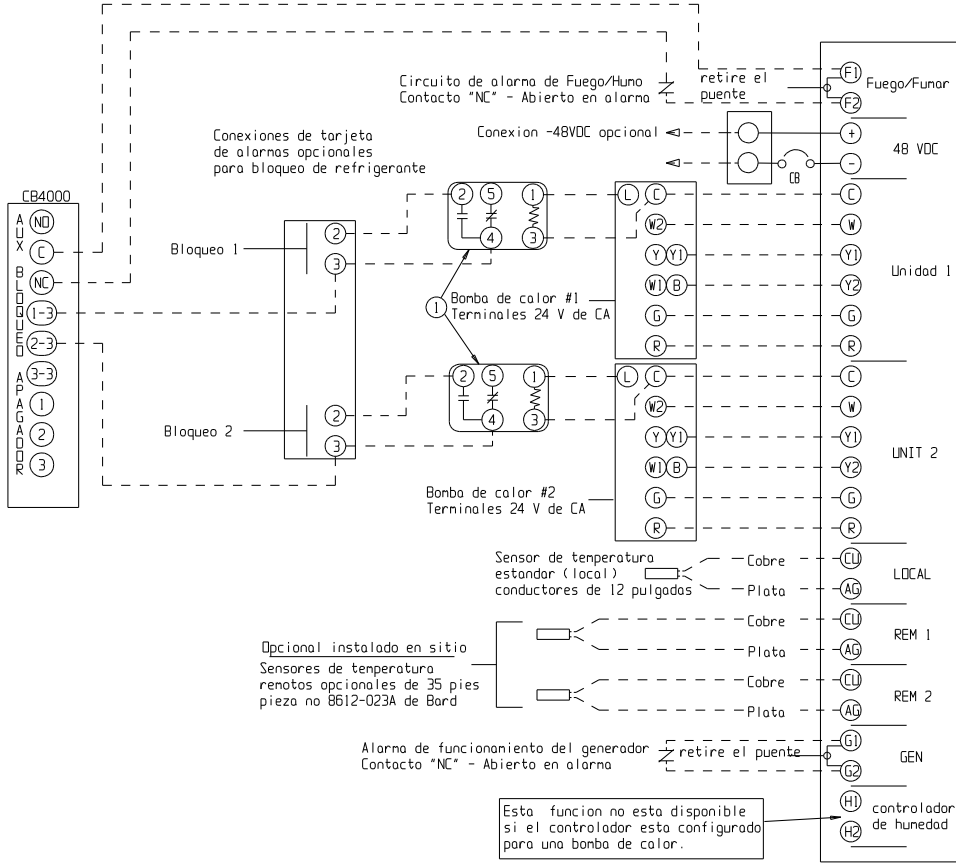 Circuito de alarma de Fuego/Humo
Contacto "NC" - Abierto en alarma
retire el
puente
F1
F2
Fuego/Fumar
Conexion -48VDC opcional
+
-
CB
48 VDC
Conexiones de tarjeta
de alarmas opcionales
para bloqueo de refrigerante
CB4000
AUX BLOQUEO APAGADOR
NO
C
NC
1-3
2-3
3-3
1
2
3
Bloqueo 1
2
3
Bloqueo 2
2
3
2
5
1
4
3
1
2
5
1
4
3
Bomba de calor #1
Terminales 24 V de CA
L
C
W2
Y
Y1
W1
B
G
R
C
W
Y1
Y2
G
R
Unidad 1
Bomba de calor #2
Terminales 24 V de CA
L
C
W2
Y
Y1
W1
B
G
R
C
W
Y1
Y2
G
R
UNIT 2
Sensor de temperatura
estandar (local)
conductores de 12 pulgadas
Cobre
Plata
CU
AG
LOCAL
Opcional instalado en sitio
Sensores de temperatura
remotos opcionales de 35 pies
pieza no 8612-023A de Bard
Cobre
Plata
CU
AG
REM 1
Cobre
Plata
CU
AG
REM 2
Alarma de funcionamiento del generador
Contacto "NC" - Abierto en alarma
retire el puente
G1
G2
GEN
Esta funcion no esta disponible
si el controlador esta configurado
para una bomba de calor.
H1
H2
controlador
de humedad